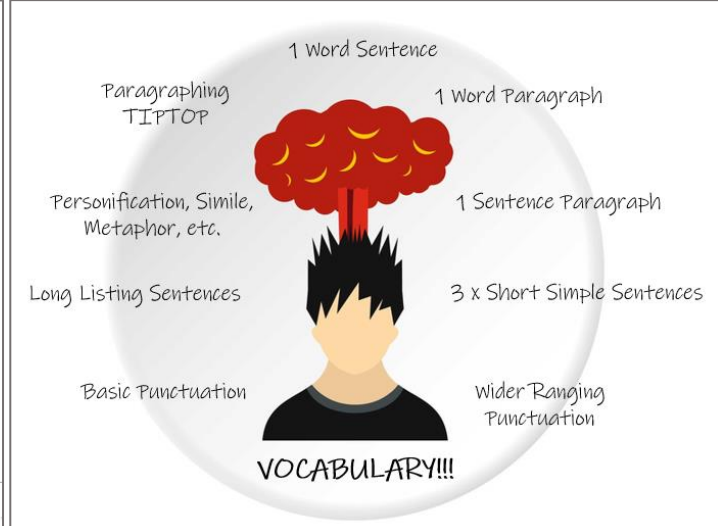 1 Word Sentence
Paragraphing
TIPTOP
1 Word Paragraph
Personification, Simile,
Metaphor, etc.
1 Sentence Paragraph
Long Listing Sentences
3 x Short Simple Sentences
Basic Punctuation
Wider Ranging
Punctuation
VOCABULARY!!!